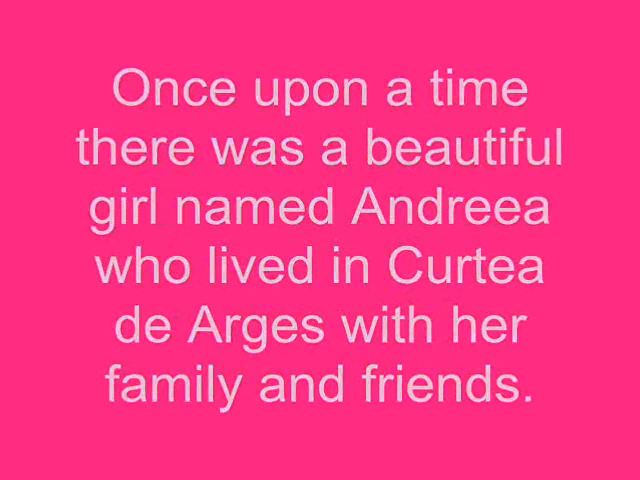 Once upon a time
there was a beautiful
girl named Andreea
who lived in Curtea
de Arges with her
family and friends.